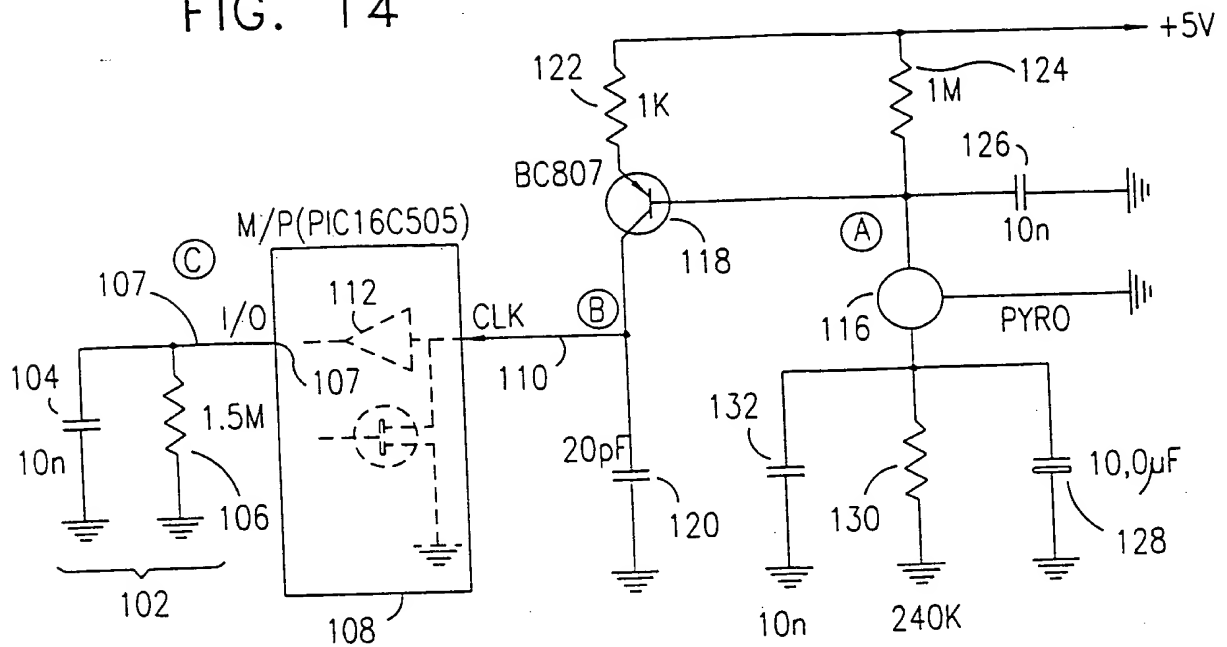 FIG. 14
+5V
122
1K
124
1M
126
BC807
10n
M/P(PIC16C505)
118
A
C
107
I/O
112
CLK
B
116
PYRO
104
107
110
10n
1.5M
132
20pF
10,0µF
106
120
130
128
102
108
10n
240K